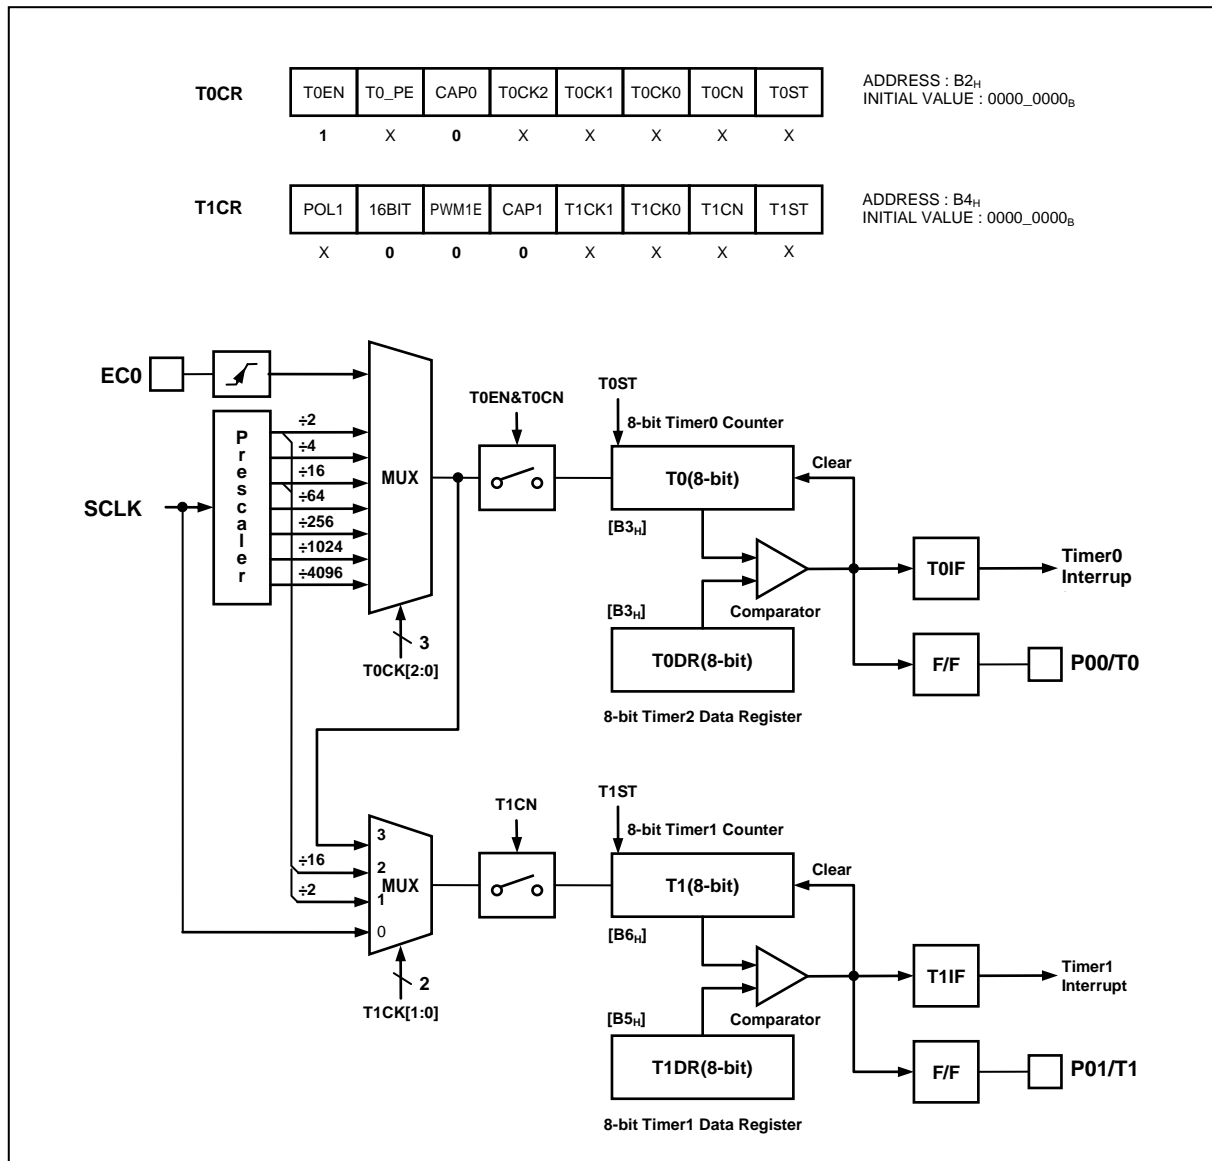 T0CR T0EN T0_PE CAP0 T0CK2 T0CK1 T0CK0 T0CN T0ST ADDRESS : B2H
INITIAL VALUE : 0000_0000B
1 X 0 X X X X X
T1CR POL1 16BIT PWM1E CAP1 T1CK1 T1CK0 T1CN T1ST ADDRESS : B4H
INITIAL VALUE : 0000_0000B
X 0 0 0 X X X X
EC0
T0EN&T0CN
T0ST
8-bit Timer0 Counter
SCLK
Prescaler
÷2
÷4
÷16
÷64
÷256
÷1024
÷4096
MUX
3
T0CK[2:0]
T0(8-bit)
Clear
[B3H]
Comparator
[B3H]
T0DR(8-bit)
8-bit Timer2 Data Register
T0IF
Timer0
Interrup
F/F
P00/T0
T1CN
T1ST
8-bit Timer1 Counter
3
÷16
2
÷2
1
0
MUX
2
T1CK[1:0]
T1(8-bit)
Clear
[B6H]
Comparator
[B5H]
T1DR(8-bit)
8-bit Timer1 Data Register
T1IF
Timer1
Interrupt
F/F
P01/T1